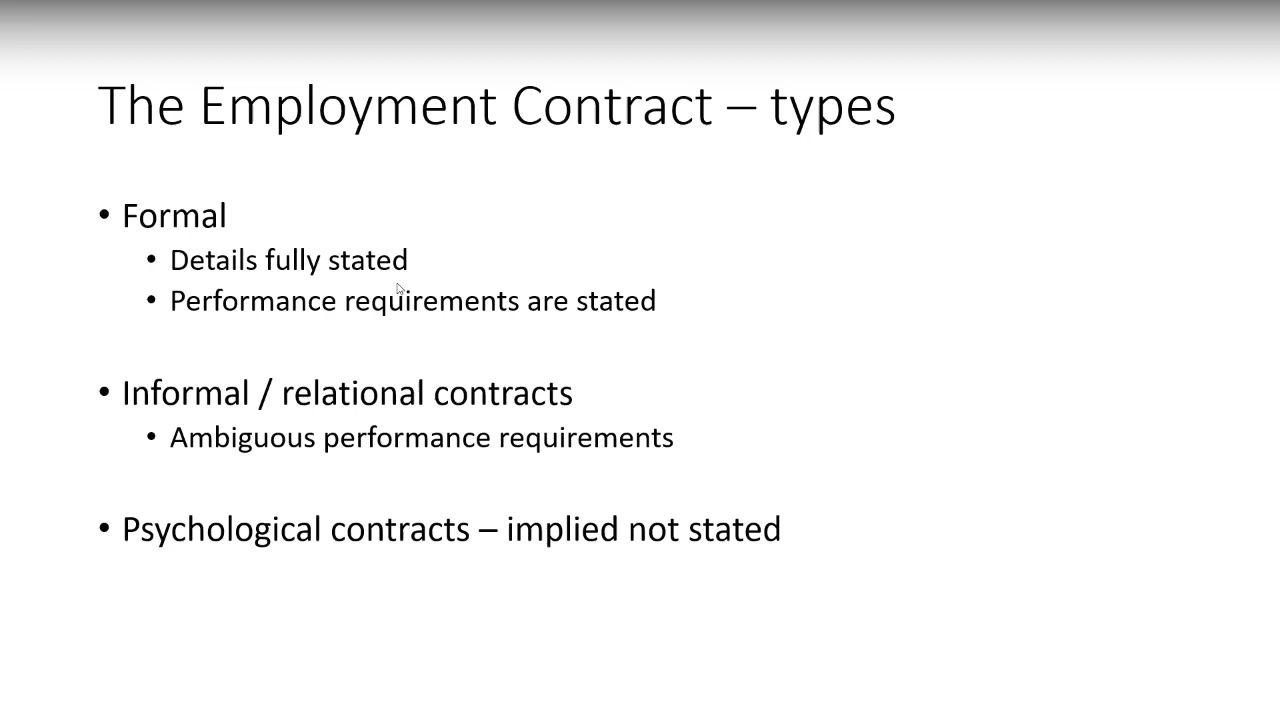 The Employment Contract – types
• Formal
• Details fully stated
• Performance requirements are stated
• Informal / relational contracts
• Ambiguous performance requirements
• Psychological contracts – implied not stated